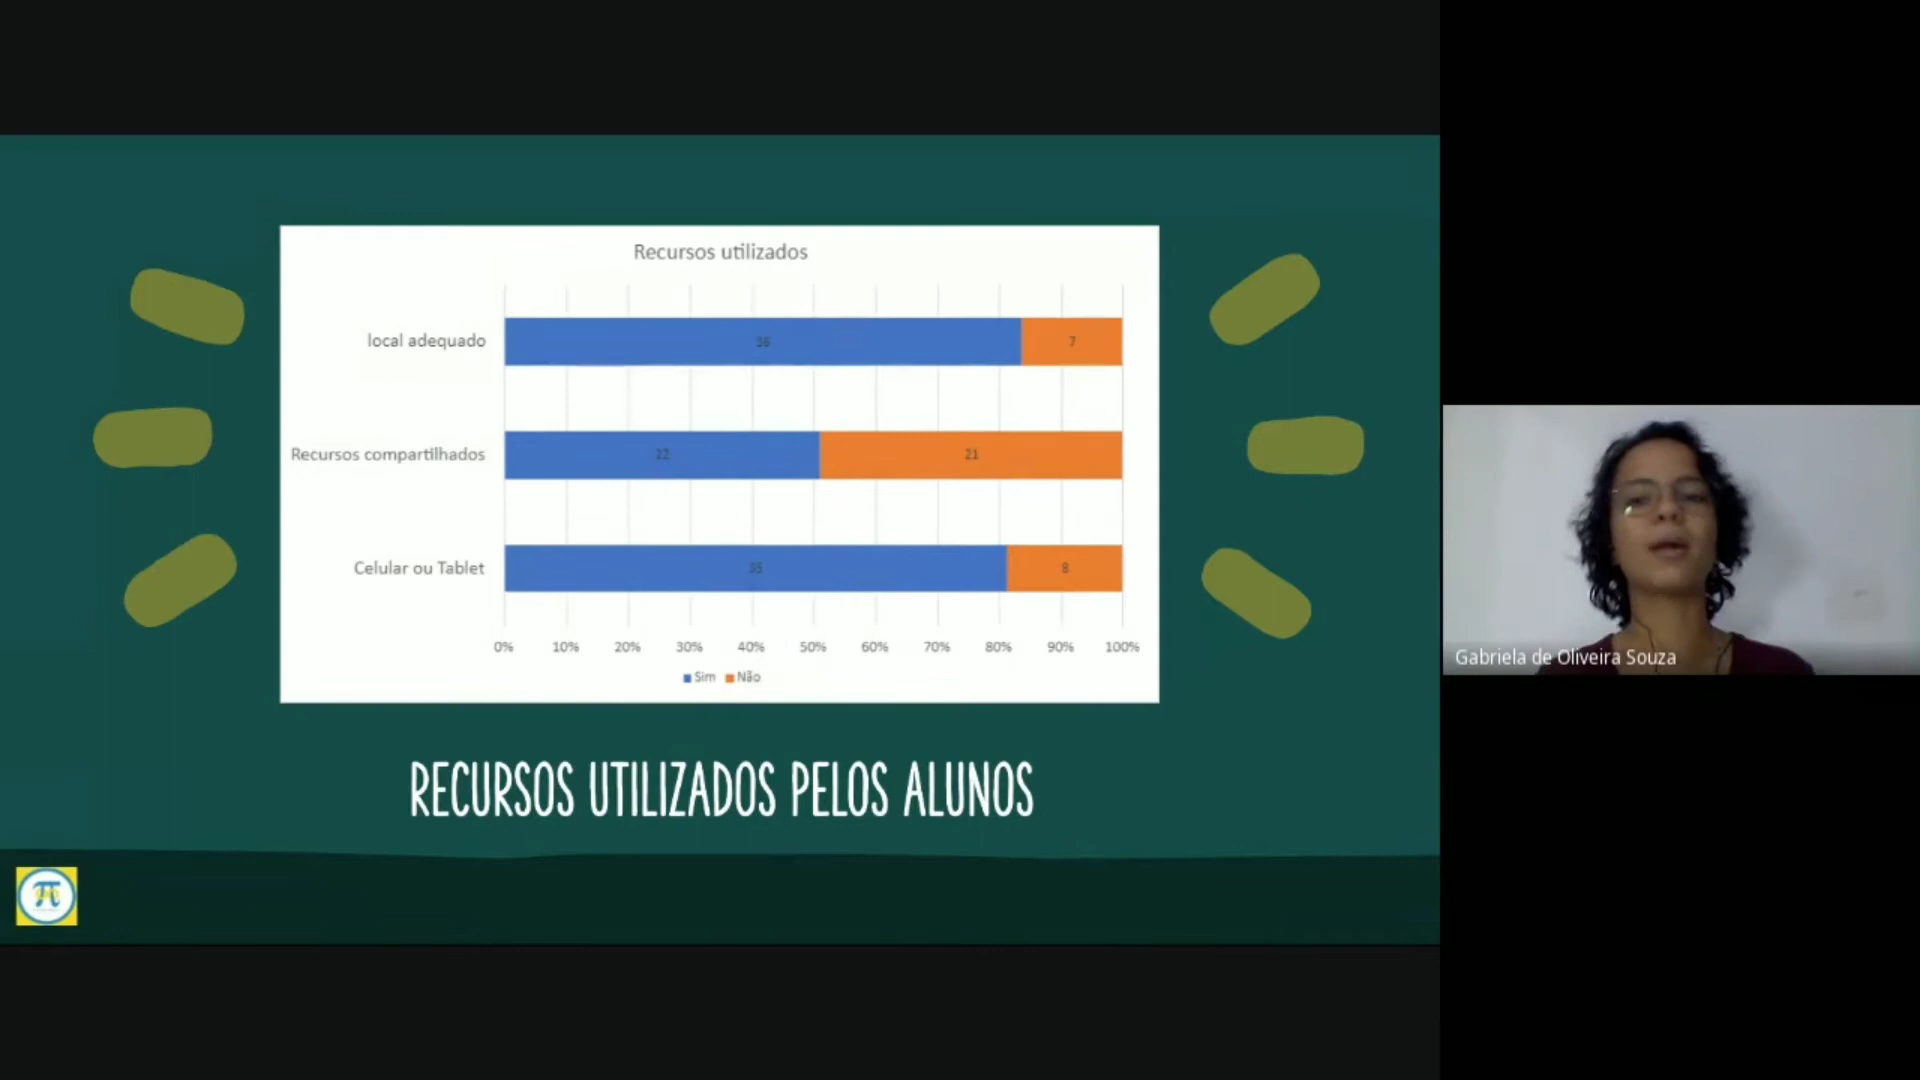 Recursos utilizados
local adequado
36
7
Recursos compartilhados
22
21
Celular ou Tablet
35
8
0% 10% 20% 30% 40% 50% 60% 70% 80% 90% 100%
Sim Não
RECURSOS UTILIZADOS PELOS ALUNOS
π
Gabriela de Oliveira Souza